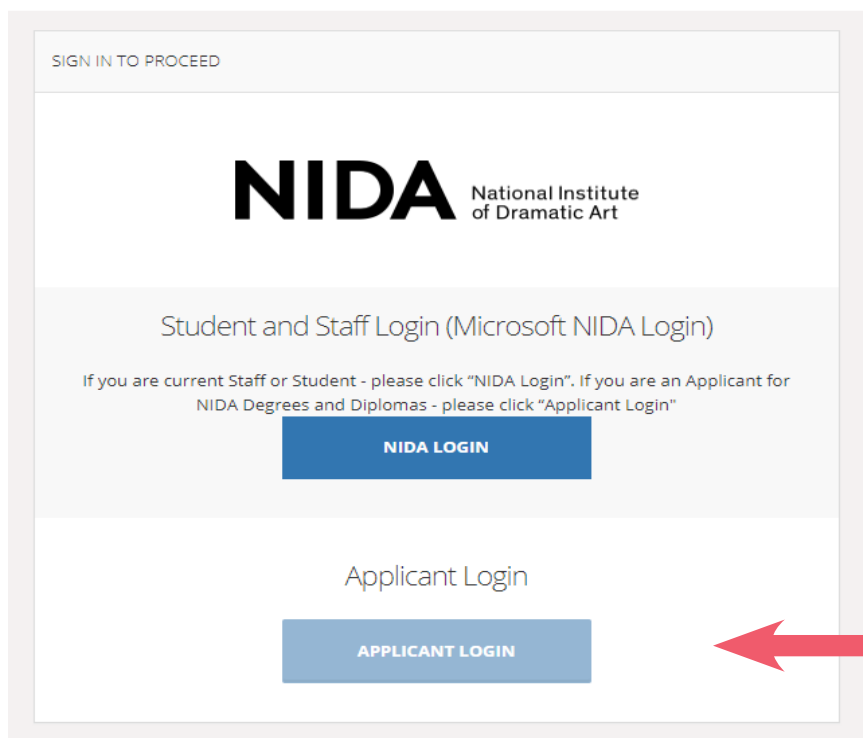 SIGN IN TO PROCEED
NIDA National Institute
of Dramatic Art
Student and Staff Login (Microsoft NIDA Login)
If you are current Staff or Student - please click “NIDA Login”. If you are an Applicant for
NIDA Degrees and Diplomas - please click “Applicant Login"
NIDA LOGIN
Applicant Login
APPLICANT LOGIN